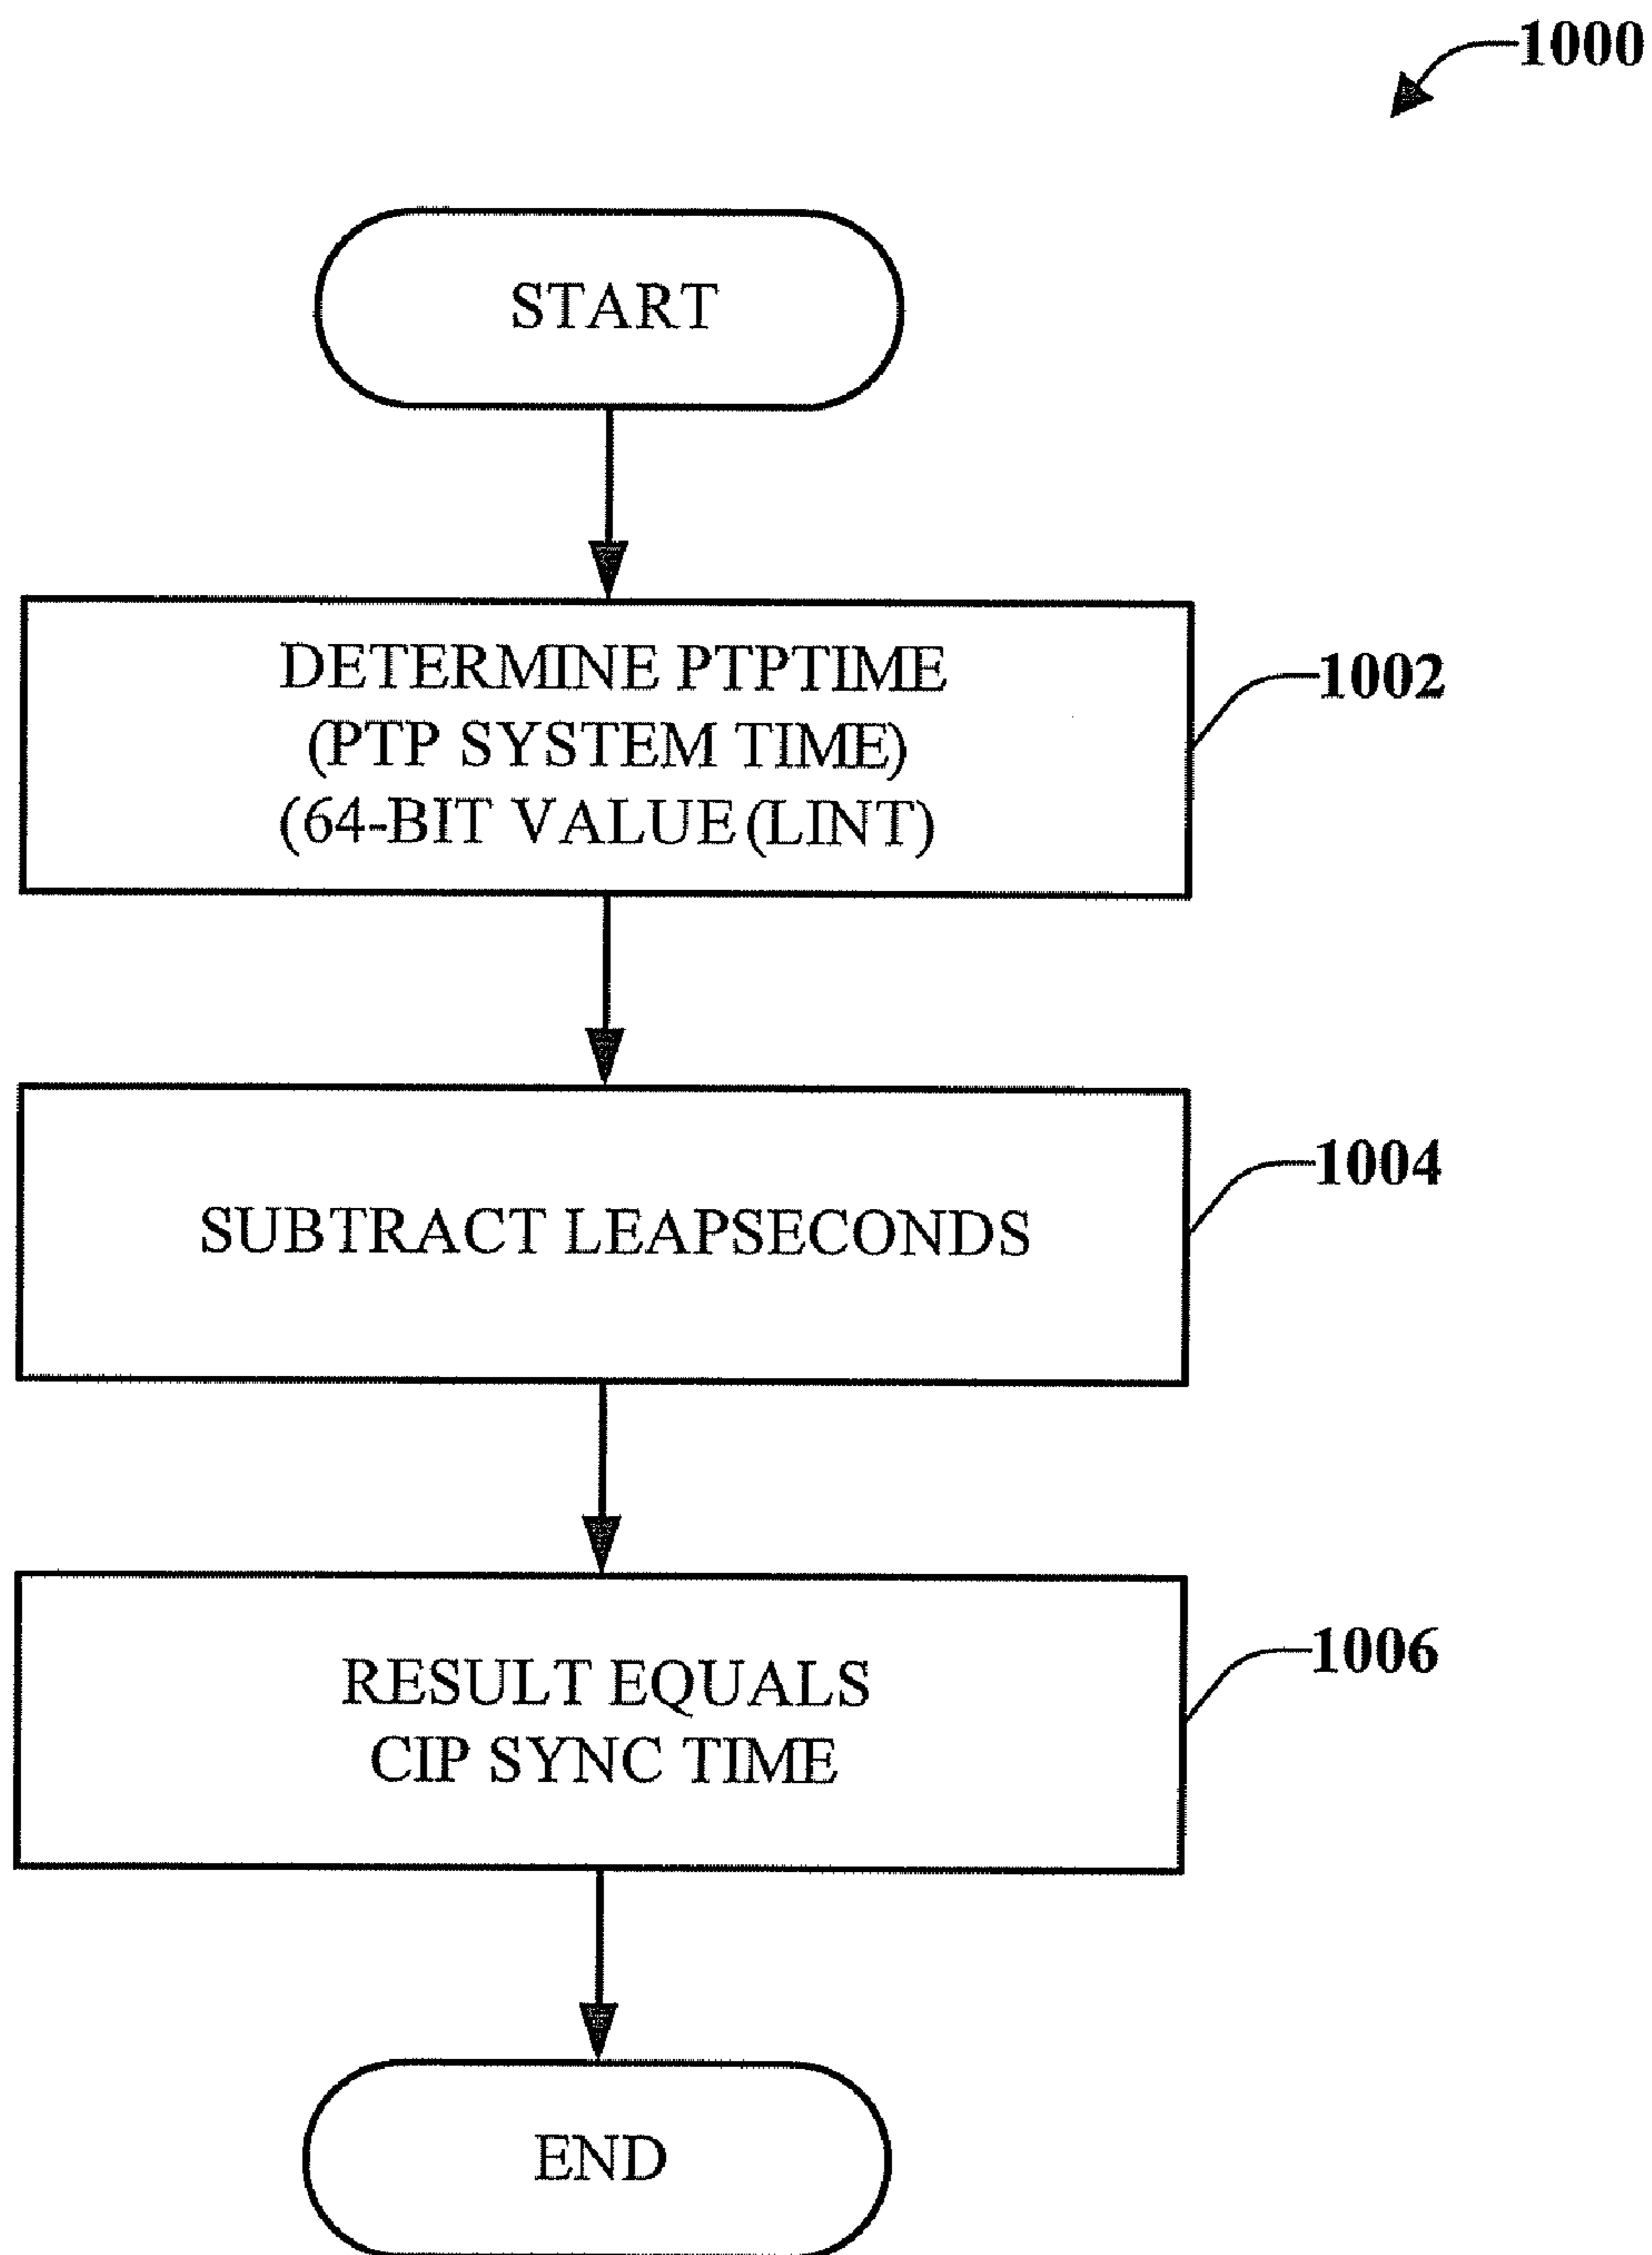 1000
START
DETERMINE PTPTIME
(PTP SYSTEM TIME)
(64-BIT VALUE (LINT)
1002
SUBTRACT LEAPSECONDS
1004
RESULT EQUALS
CIP SYNC TIME
1006
END